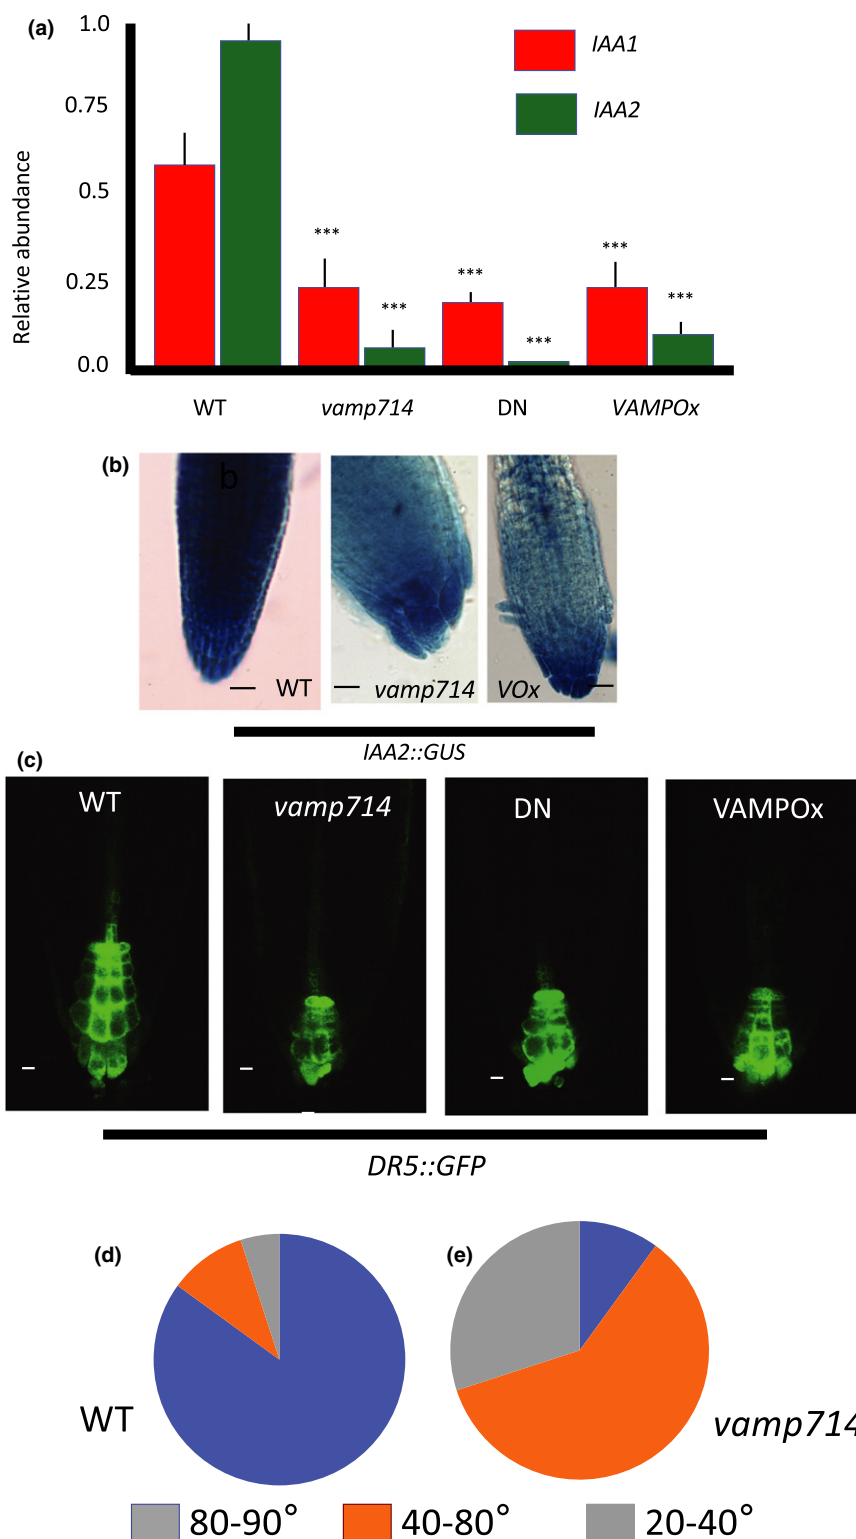 (a)
1.0
0.75
0.5
0.25
0.0
Relative abundance
IAA1
IAA2
***
***
***
***
***
***
WT vamp714 DN VAMPOx
(b)
b
WT vamp714 VOx
IAA2::GUS
(c)
WT vamp714 DN VAMPOx
DR5::GFP
(d) (e)
WT vamp714
80-90° 40-80° 20-40°